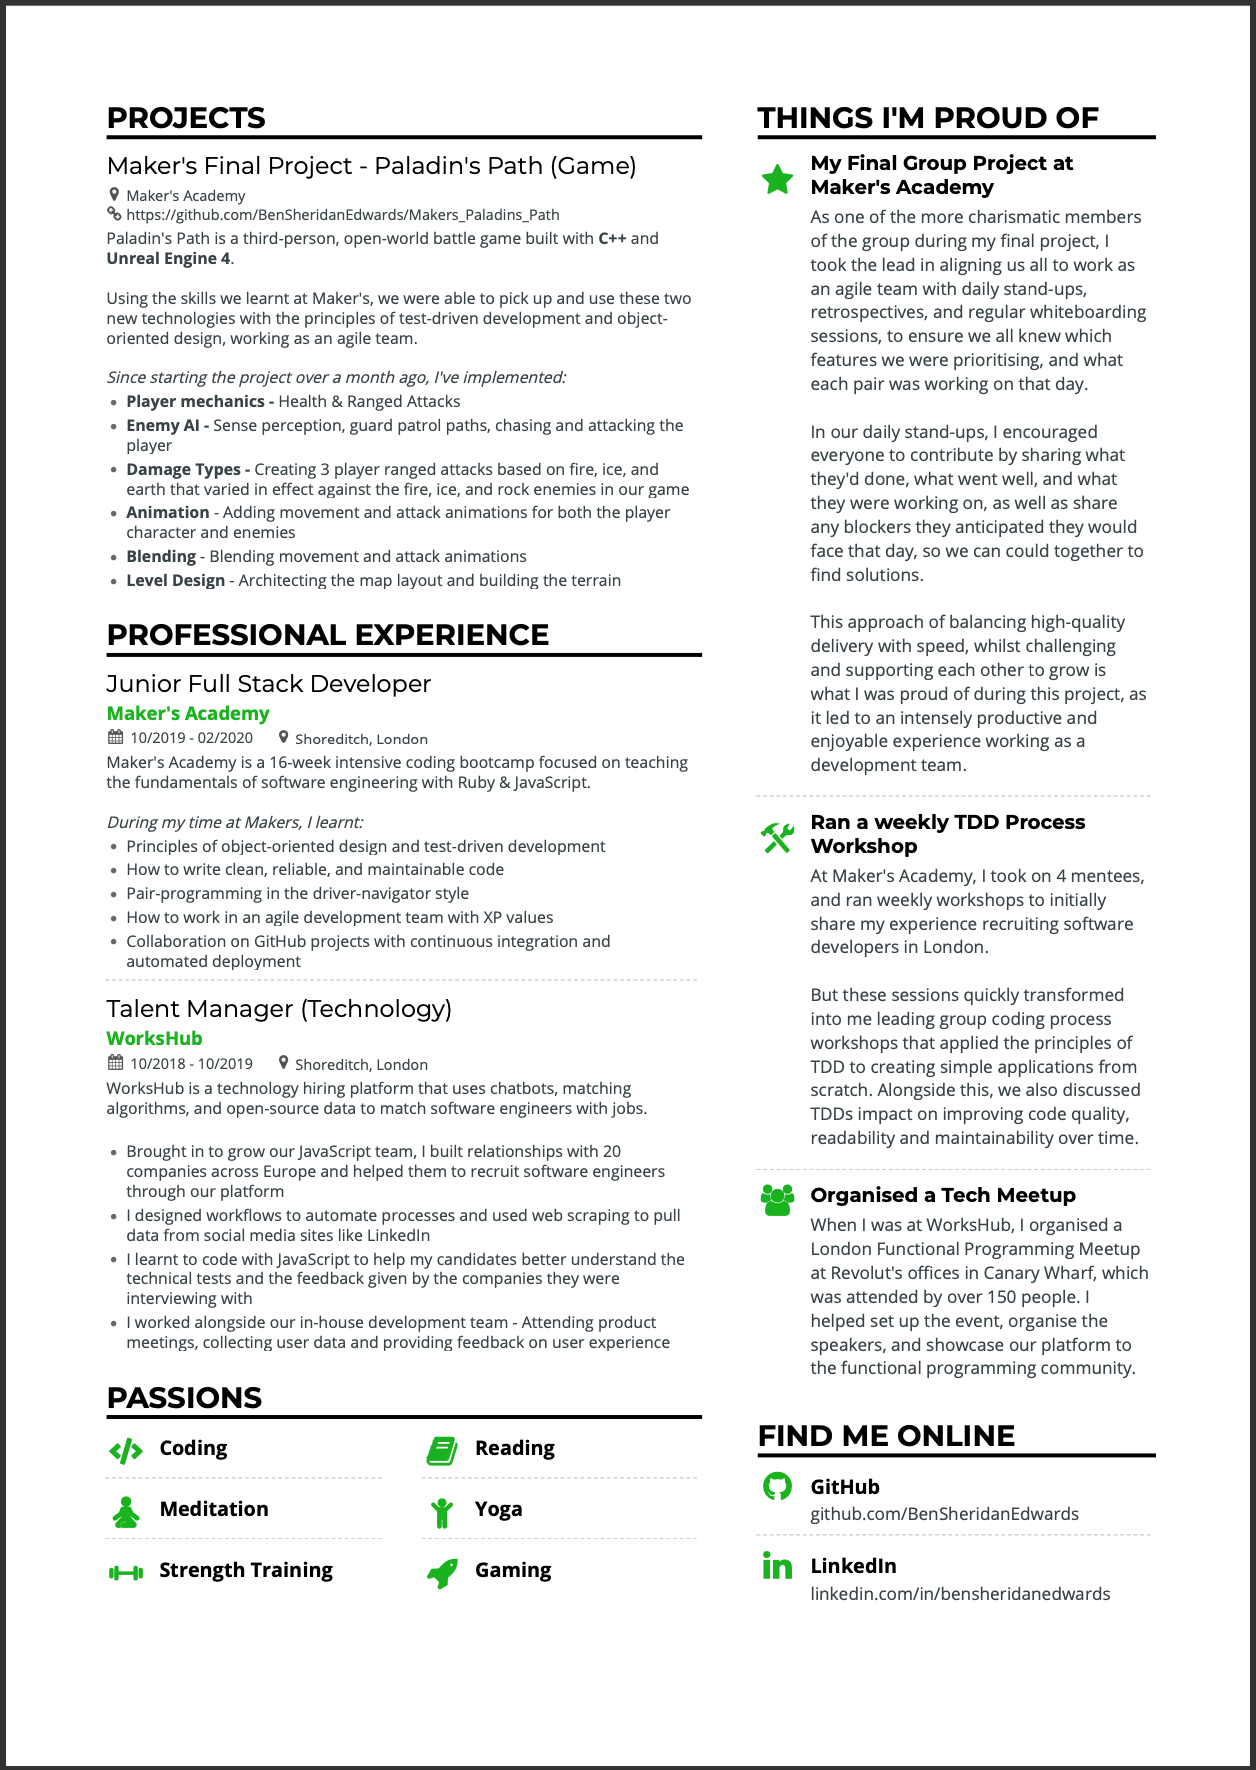 PROJECTS
Maker's Final Project - Paladin's Path (Game)
Maker's Academy
https://github.com/BenSheridanEdwards/Makers_Paladins_Path
Paladin's Path is a third-person, open-world battle game built with C++ and
Unreal Engine 4.
Using the skills we learnt at Maker's, we were able to pick up and use these two
new technologies with the principles of test-driven development and object-
oriented design, working as an agile team.
Since starting the project over a month ago, I've implemented:
• Player mechanics - Health & Ranged Attacks
• Enemy AI - Sense perception, guard patrol paths, chasing and attacking the
player
• Damage Types - Creating 3 player ranged attacks based on fire, ice, and
earth that varied in effect against the fire, ice, and rock enemies in our game
• Animation - Adding movement and attack animations for both the player
character and enemies
• Blending - Blending movement and attack animations
• Level Design - Architecting the map layout and building the terrain
PROFESSIONAL EXPERIENCE
Junior Full Stack Developer
Maker's Academy
10/2019 - 02/2020 Shoreditch, London
Maker's Academy is a 16-week intensive coding bootcamp focused on teaching
the fundamentals of software engineering with Ruby & JavaScript.
During my time at Makers, I learnt:
• Principles of object-oriented design and test-driven development
• How to write clean, reliable, and maintainable code
• Pair-programming in the driver-navigator style
• How to work in an agile development team with XP values
• Collaboration on GitHub projects with continuous integration and
automated deployment
Talent Manager (Technology)
WorksHub
10/2018 - 10/2019 Shoreditch, London
WorksHub is a technology hiring platform that uses chatbots, matching
algorithms, and open-source data to match software engineers with jobs.
• Brought in to grow our JavaScript team, I built relationships with 20
companies across Europe and helped them to recruit software engineers
through our platform
• I designed workflows to automate processes and used web scraping to pull
data from social media sites like LinkedIn
• I learnt to code with JavaScript to help my candidates better understand the
technical tests and the feedback given by the companies they were
interviewing with
• I worked alongside our in-house development team - Attending product
meetings, collecting user data and providing feedback on user experience
PASSIONS
Coding
Reading
Meditation
Yoga
Strength Training
Gaming
THINGS I'M PROUD OF
My Final Group Project at
Maker's Academy
As one of the more charismatic members
of the group during my final project, I
took the lead in aligning us all to work as
an agile team with daily stand-ups,
retrospectives, and regular whiteboarding
sessions, to ensure we all knew which
features we were prioritising, and what
each pair was working on that day.
In our daily stand-ups, I encouraged
everyone to contribute by sharing what
they'd done, what went well, and what
they were working on, as well as share
any blockers they anticipated they would
face that day, so we can could together to
find solutions.
This approach of balancing high-quality
delivery with speed, whilst challenging
and supporting each other to grow is
what I was proud of during this project, as
it led to an intensely productive and
enjoyable experience working as a
development team.
Ran a weekly TDD Process
Workshop
At Maker's Academy, I took on 4 mentees,
and ran weekly workshops to initially
share my experience recruiting software
developers in London.
But these sessions quickly transformed
into me leading group coding process
workshops that applied the principles of
TDD to creating simple applications from
scratch. Alongside this, we also discussed
TDDs impact on improving code quality,
readability and maintainability over time.
Organised a Tech Meetup
When I was at WorksHub, I organised a
London Functional Programming Meetup
at Revolut's offices in Canary Wharf, which
was attended by over 150 people. I
helped set up the event, organise the
speakers, and showcase our platform to
the functional programming community.
FIND ME ONLINE
GitHub
github.com/BenSheridanEdwards
LinkedIn
linkedin.com/in/bensheridanedwards